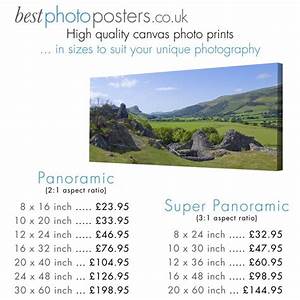 bestphotoposters.co.uk
High quality canvas photo prints
... in sizes to suit your unique photography
Panoramic
(2:1 aspect ratio)
8 x 16 inch ..... £23.95
10 x 20 inch ..... £33.95
12 x 24 inch ..... £46.95
16 x 32 inch ..... £76.95
20 x 40 inch ... £104.95
24 x 48 inch ... £126.95
30 x 60 inch ... £198.95
Super Panoramic
(3:1 aspect ratio)
8 x 24 inch ..... £32.95
10 x 30 inch ..... £47.95
12 x 36 inch ..... £60.95
16 x 48 inch ..... £98.95
20 x 60 inch ... £144.95